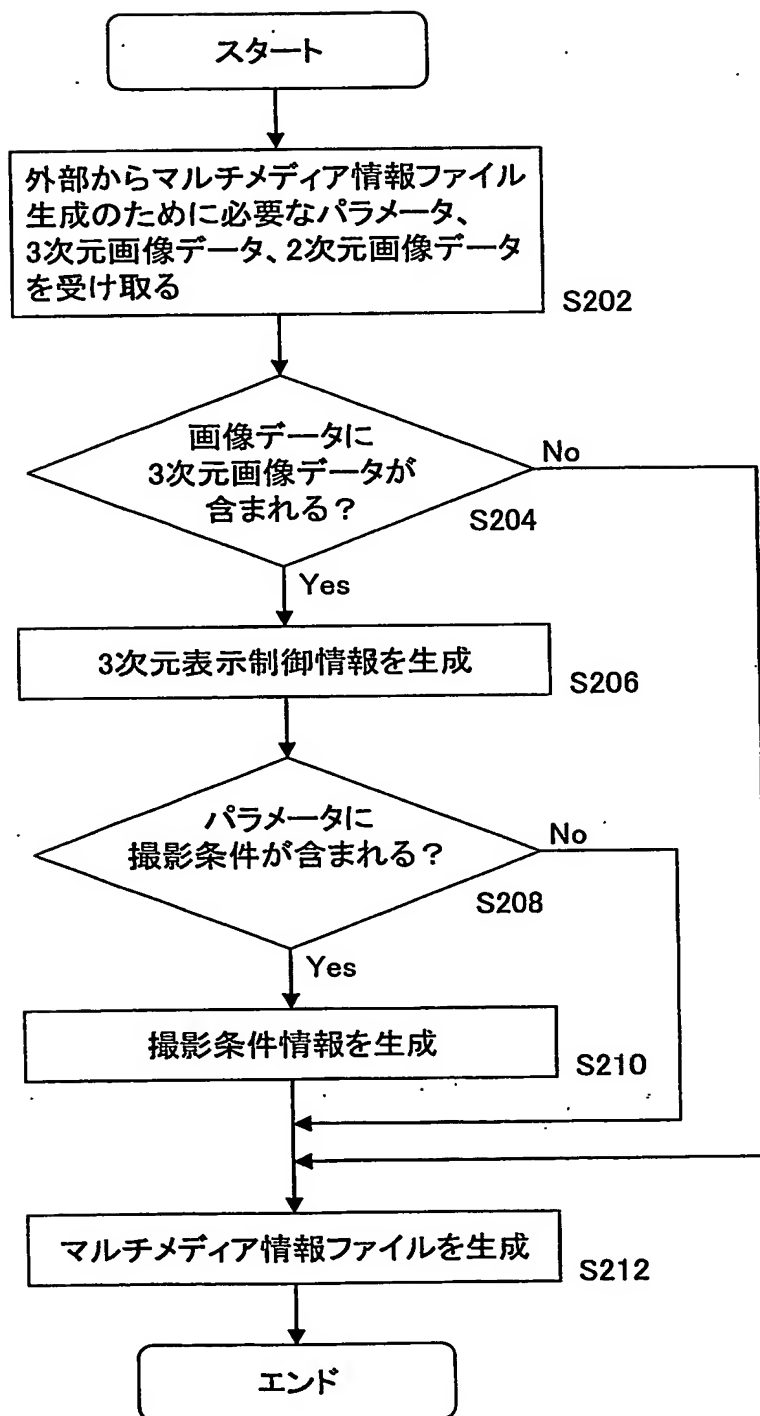 スタート
外部からマルチメディア情報ファイル
生成のために必要なパラメータ、
3次元画像データ、2次元画像データ
を受け取る
S202
画像データに
3次元画像データが
含まれる?
No
S204
Yes
3次元表示制御情報を生成
S206
パラメータに
撮影条件が含まれる?
No
S208
Yes
撮影条件情報を生成
S210
マルチメディア情報ファイルを生成
S212
エンド